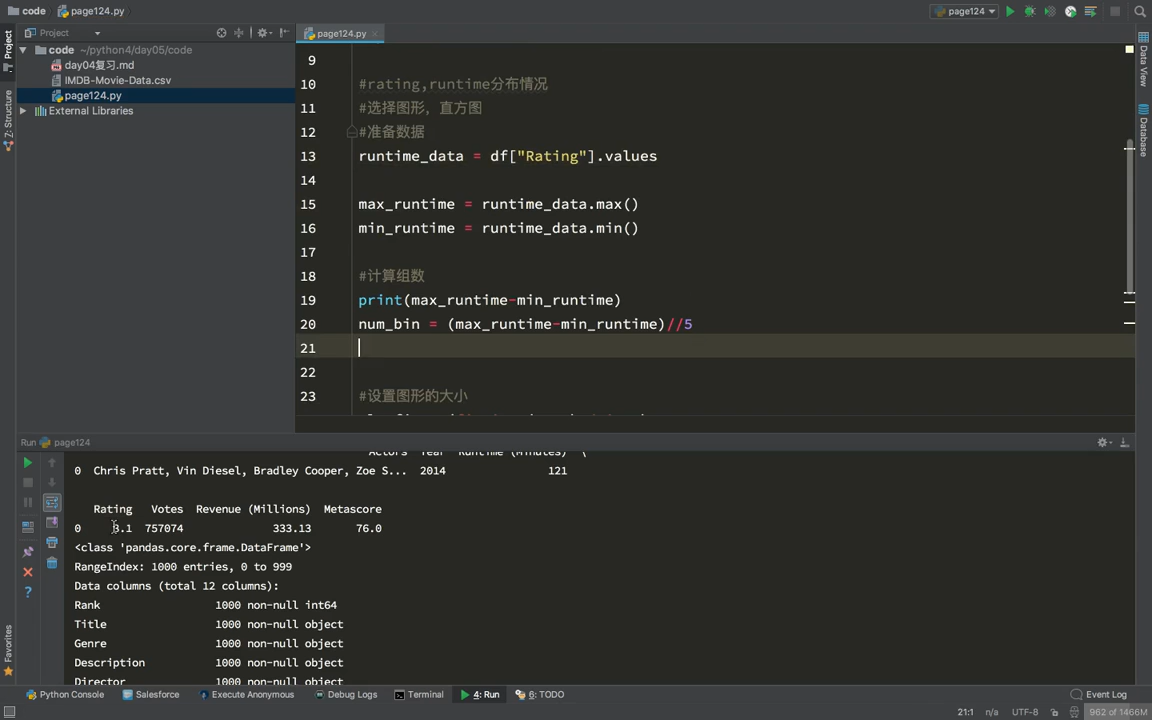 code
page124.py
page124
Project
page124.py
code ~/python4/day05/code
day04复习.md
IMDB-Movie-Data.csv
page124.py
External Libraries
Project
Z: Structure
Favorites
Data View
Database
9
10 #rating,runtime分布情况
11 #选择图形，直方图
12 #准备数据
13 runtime_data = df["Rating"].values
14
15 max_runtime = runtime_data.max()
16 min_runtime = runtime_data.min()
17
18 #计算组数
19 print(max_runtime-min_runtime)
20 num_bin = (max_runtime-min_runtime)//5
21
22
23 #设置图形的大小
Run page124
Actors Year Runtime (Minutes) \
0 Chris Pratt, Vin Diesel, Bradley Cooper, Zoe S... 2014 121
Rating Votes Revenue (Millions) Metascore
0 8.1 757074 333.13 76.0
<class 'pandas.core.frame.DataFrame'>
RangeIndex: 1000 entries, 0 to 999
Data columns (total 12 columns):
Rank 1000 non-null int64
Title 1000 non-null object
Genre 1000 non-null object
Description 1000 non-null object
Director 1000 non-null object
Python Console Salesforce Execute Anonymous Debug Logs Terminal 4: Run 6: TODO Event Log
21:1 n/a UTF-8 962 of 1466M